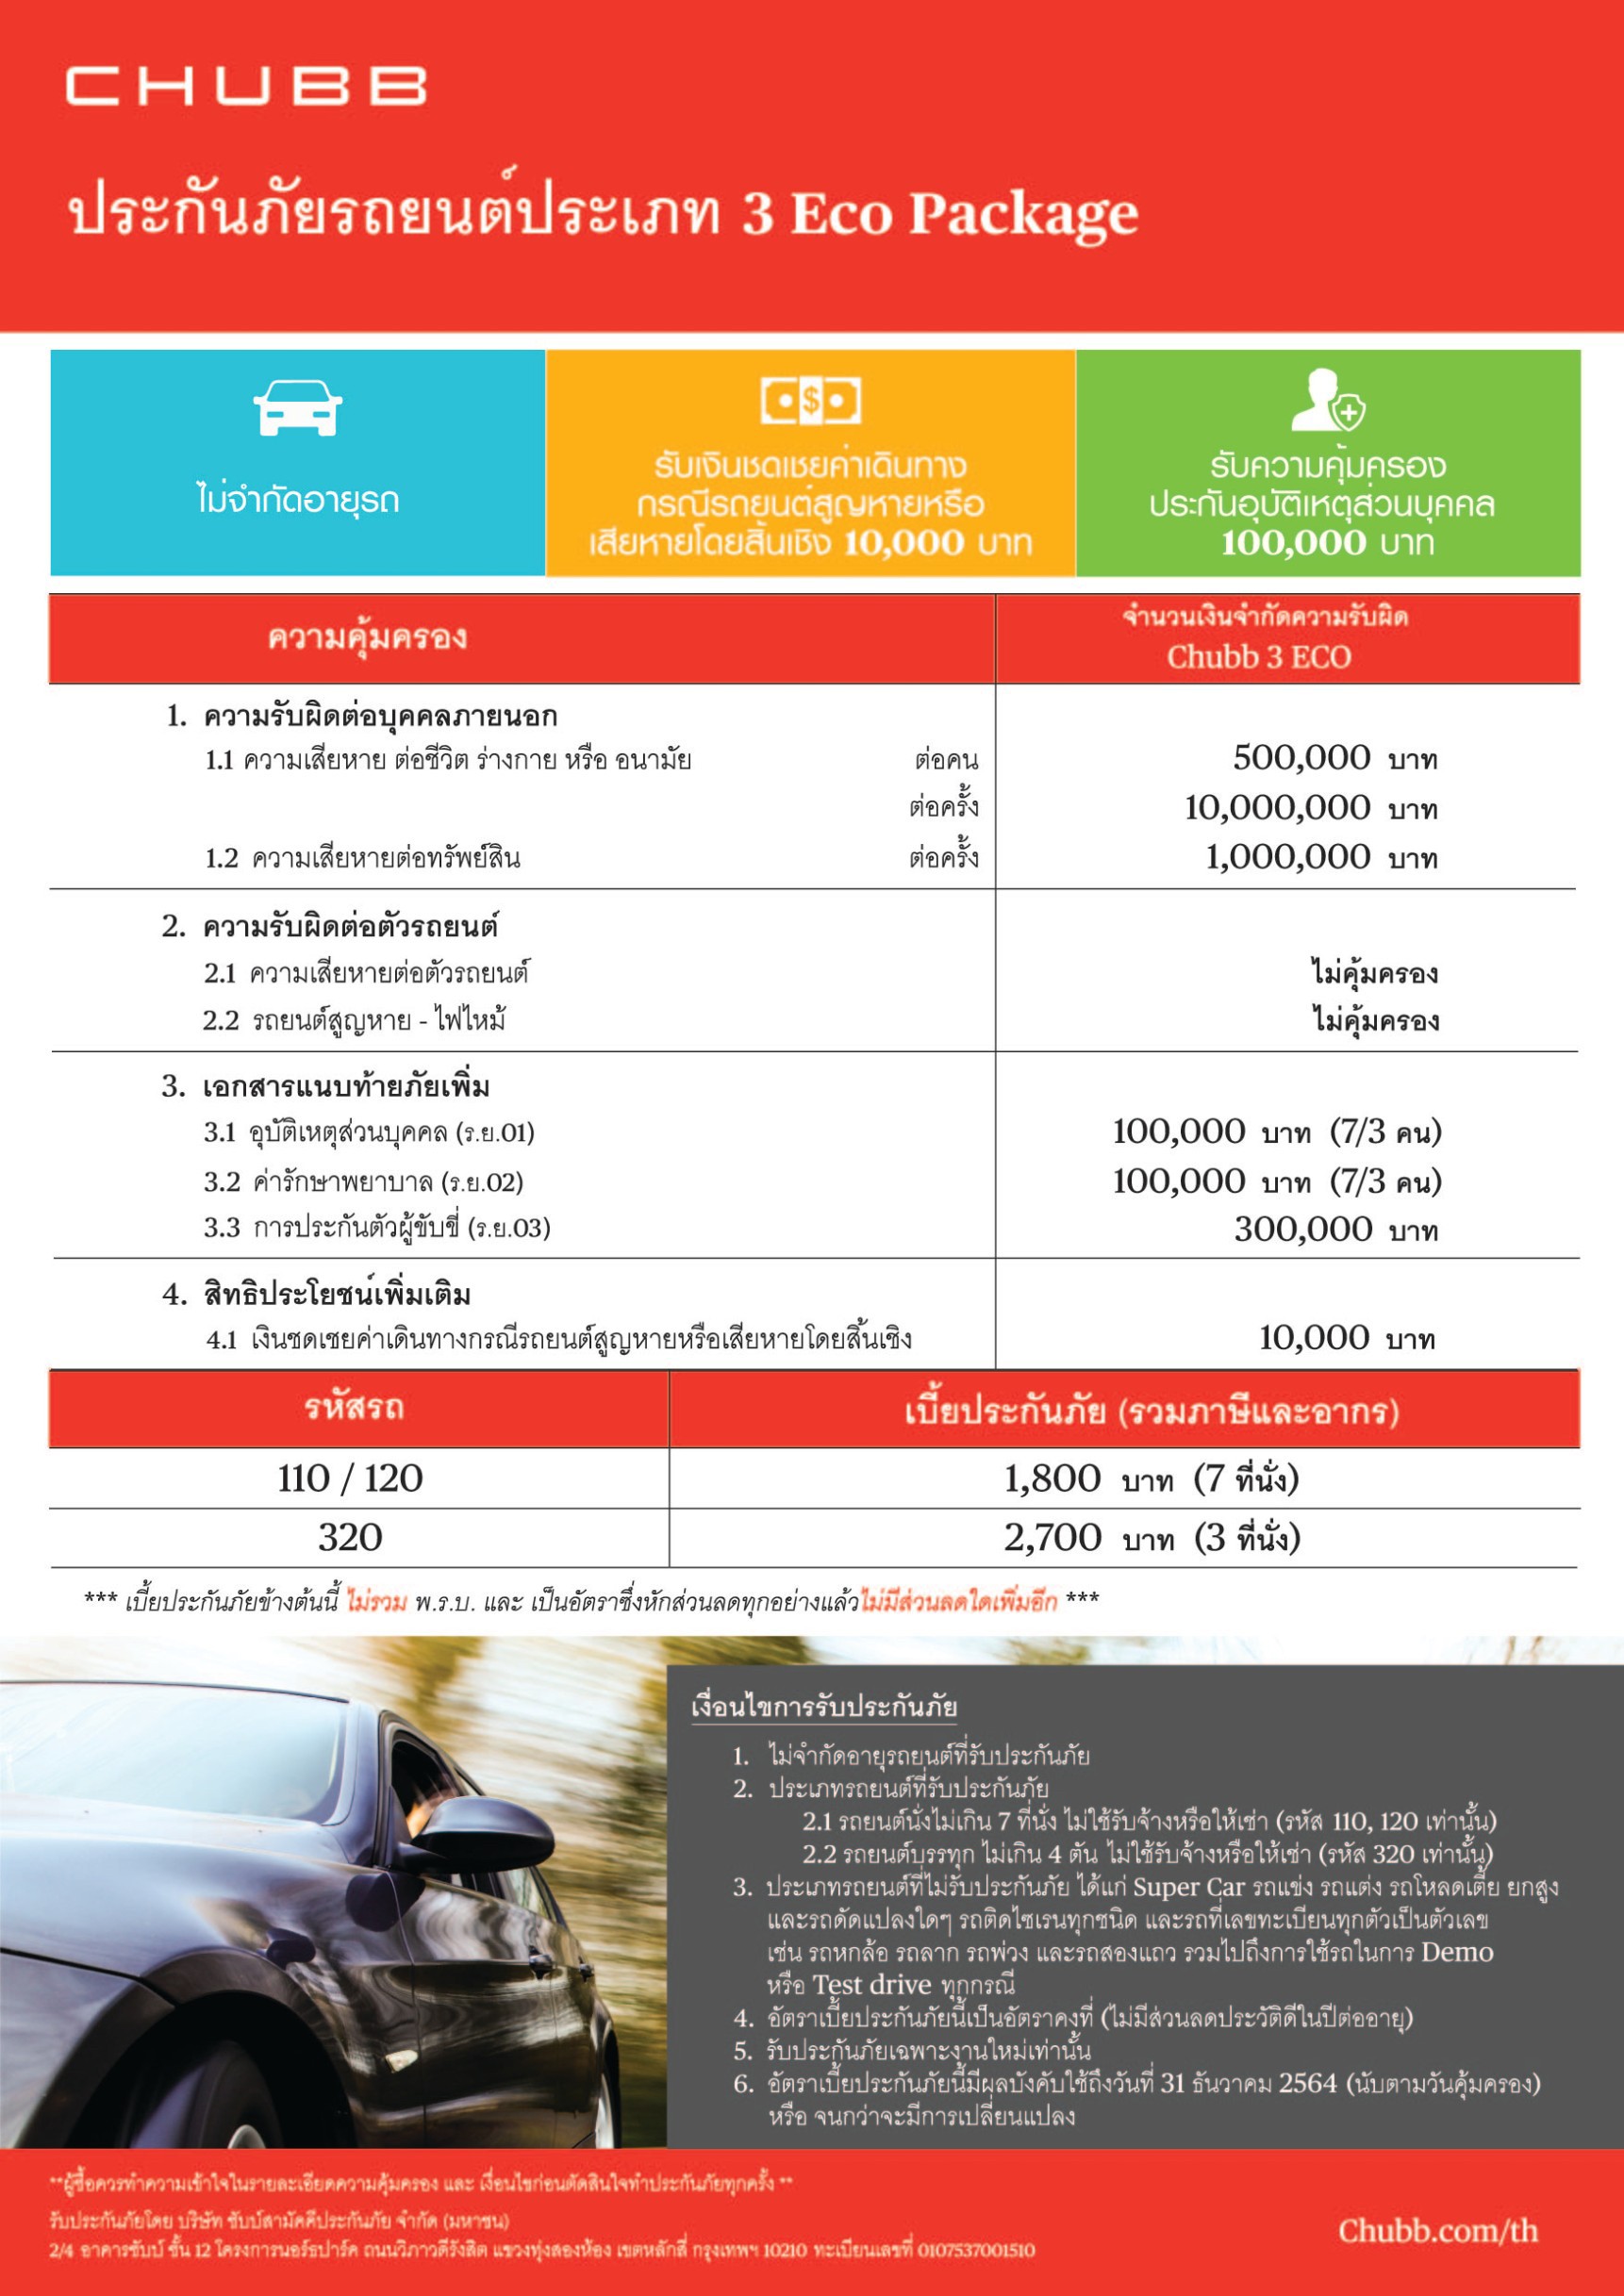 CHUBB
ประกันภัยรถยนต์ประเภท 3 Eco Package
ไม่จำกัดอายุรถ
รับเงินชดเชยค่าเดินทาง
กรณีรถยนต์สูญหายหรือ
เสียหายโดยสิ้นเชิง 10,000 บาท
รับความคุ้มครอง
ประกันอุบัติเหตุส่วนบุคคล
100,000 บาท
ความคุ้มครอง
จำนวนเงินจำกัดความรับผิด
Chubb 3 ECO
1. ความรับผิดต่อบุคคลภายนอก
1.1 ความเสียหาย ต่อชีวิต ร่างกาย หรือ อนามัย ต่อคน 500,000 บาท
ต่อครั้ง 10,000,000 บาท
1.2 ความเสียหายต่อทรัพย์สิน ต่อครั้ง 1,000,000 บาท
2. ความรับผิดต่อตัวรถยนต์
2.1 ความเสียหายต่อตัวรถยนต์ ไม่คุ้มครอง
2.2 รถยนต์สูญหาย - ไฟไหม้ ไม่คุ้มครอง
3. เอกสารแนบท้ายภัยเพิ่ม
3.1 อุบัติเหตุส่วนบุคคล (ร.ย.01) 100,000 บาท (7/3 คน)
3.2 ค่ารักษาพยาบาล (ร.ย.02) 100,000 บาท (7/3 คน)
3.3 การประกันตัวผู้ขับขี่ (ร.ย.03) 300,000 บาท
4. สิทธิประโยชน์เพิ่มเติม
4.1 เงินชดเชยค่าเดินทางกรณีรถยนต์สูญหายหรือเสียหายโดยสิ้นเชิง 10,000 บาท
รหัสรถ เบี้ยประกันภัย (รวมภาษีและอากร)
110 / 120 1,800 บาท (7 ที่นั่ง)
320 2,700 บาท (3 ที่นั่ง)
*** เบี้ยประกันภัยข้างต้นนี้ ไม่รวม พ.ร.บ. และ เป็นอัตราซึ่งหักส่วนลดทุกอย่างแล้วไม่มีส่วนลดใดเพิ่มอีก ***
เงื่อนไขการรับประกันภัย
1. ไม่จำกัดอายุรถยนต์ที่รับประกันภัย
2. ประเภทรถยนต์ที่รับประกันภัย
2.1 รถยนต์นั่งไม่เกิน 7 ที่นั่ง ไม่ใช้รับจ้างหรือให้เช่า (รหัส 110, 120 เท่านั้น)
2.2 รถยนต์บรรทุก ไม่เกิน 4 ตัน ไม่ใช้รับจ้างหรือให้เช่า (รหัส 320 เท่านั้น)
3. ประเภทรถยนต์ที่ไม่รับประกันภัย ได้แก่ Super Car รถแข่ง รถแต่ง รถโหลดเตี้ย ยกสูง
และรถดัดแปลงใดๆ รถติดไซเรนทุกชนิด และรถที่เลขทะเบียนทุกตัวเป็นตัวเลข
เช่น รถหกล้อ รถลาก รถพ่วง และรถสองแถว รวมไปถึงการใช้รถในการ Demo
หรือ Test drive ทุกกรณี
4. อัตราเบี้ยประกันภัยนี้เป็นอัตราคงที่ (ไม่มีส่วนลดประวัติดีในปีต่ออายุ)
5. รับประกันภัยเฉพาะงานใหม่เท่านั้น
6. อัตราเบี้ยประกันภัยนี้มีผลบังคับใช้ถึงวันที่ 31 ธันวาคม 2564 (นับตามวันคุ้มครอง)
หรือ จนกว่าจะมีการเปลี่ยนแปลง
**ผู้ซื้อควรทำความเข้าใจในรายละเอียดความคุ้มครอง และ เงื่อนไขก่อนตัดสินใจทำประกันภัยทุกครั้ง **
รับประกันภัยโดย บริษัท ชับบ์สามัคคีประกันภัย จำกัด (มหาชน)
2/4 อาคารชับบ์ ชั้น 12 โครงการนอร์ธปาร์ค ถนนวิภาวดีรังสิต แขวงทุ่งสองห้อง เขตหลักสี่ กรุงเทพฯ 10210 ทะเบียนเลขที่ 0107537001510
Chubb.com/th